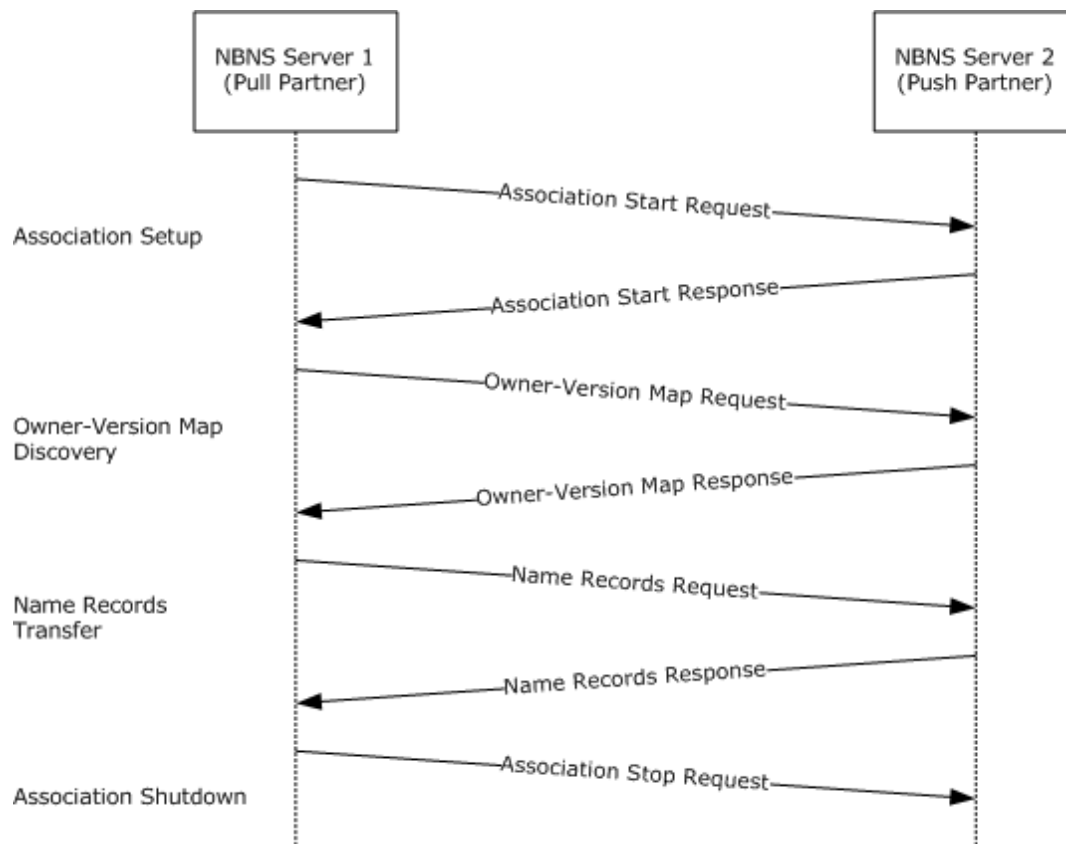 NBNS Server 1
(Pull Partner)
NBNS Server 2
(Push Partner)
Association Start Request
Association Setup
Association Start Response
Owner-Version Map Request
Owner-Version Map
Discovery
Owner-Version Map Response
Name Records Request
Name Records
Transfer
Name Records Response
Association Stop Request
Association Shutdown